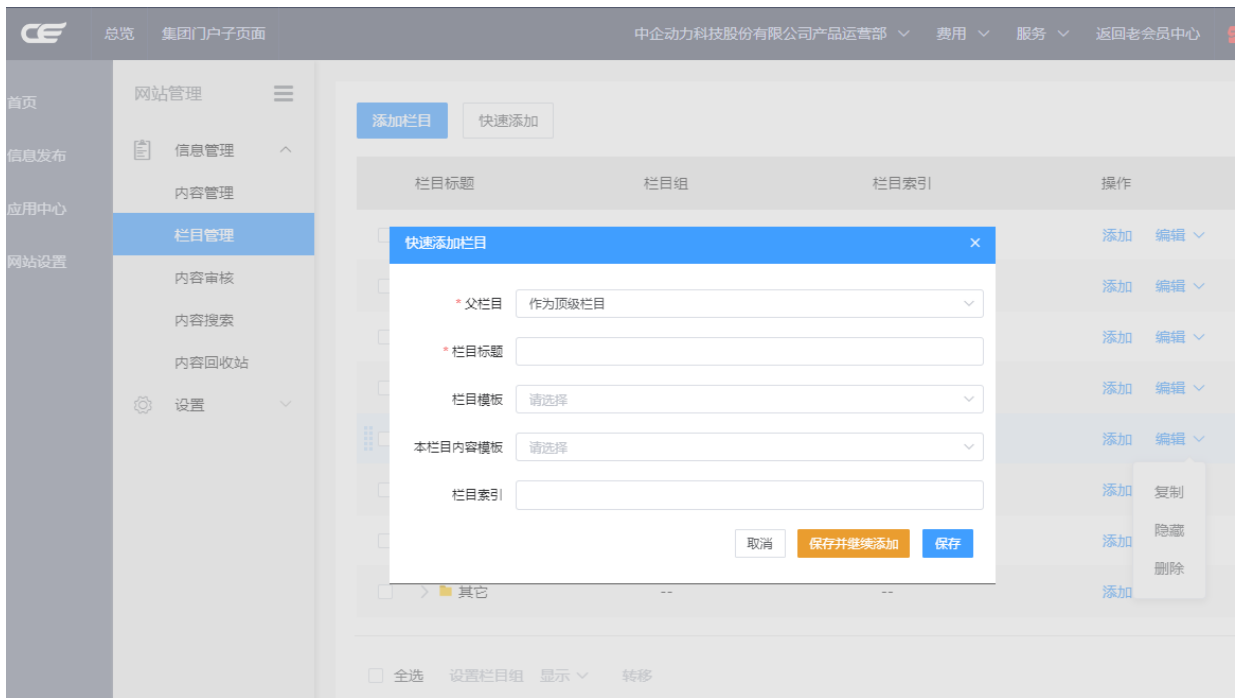 CE 总览 集团门户子页面 中企动力科技股份有限公司产品运营部 费用 服务 返回老会员中心
首页
信息发布
应用中心
网站设置
网站管理
信息管理
内容管理
栏目管理
内容审核
内容搜索
内容回收站
设置
添加栏目 快速添加
栏目标题 栏目组 栏目索引 操作
添加 编辑
添加 编辑
添加 编辑
添加 编辑
添加 编辑
添加
添加
其它 -- -- 添加
复制
隐藏
删除
快速添加栏目 ×
* 父栏目 作为顶级栏目
* 栏目标题
栏目模板 请选择
本栏目内容模板 请选择
栏目索引
取消 保存并继续添加 保存
全选 设置栏目组 显示 转移